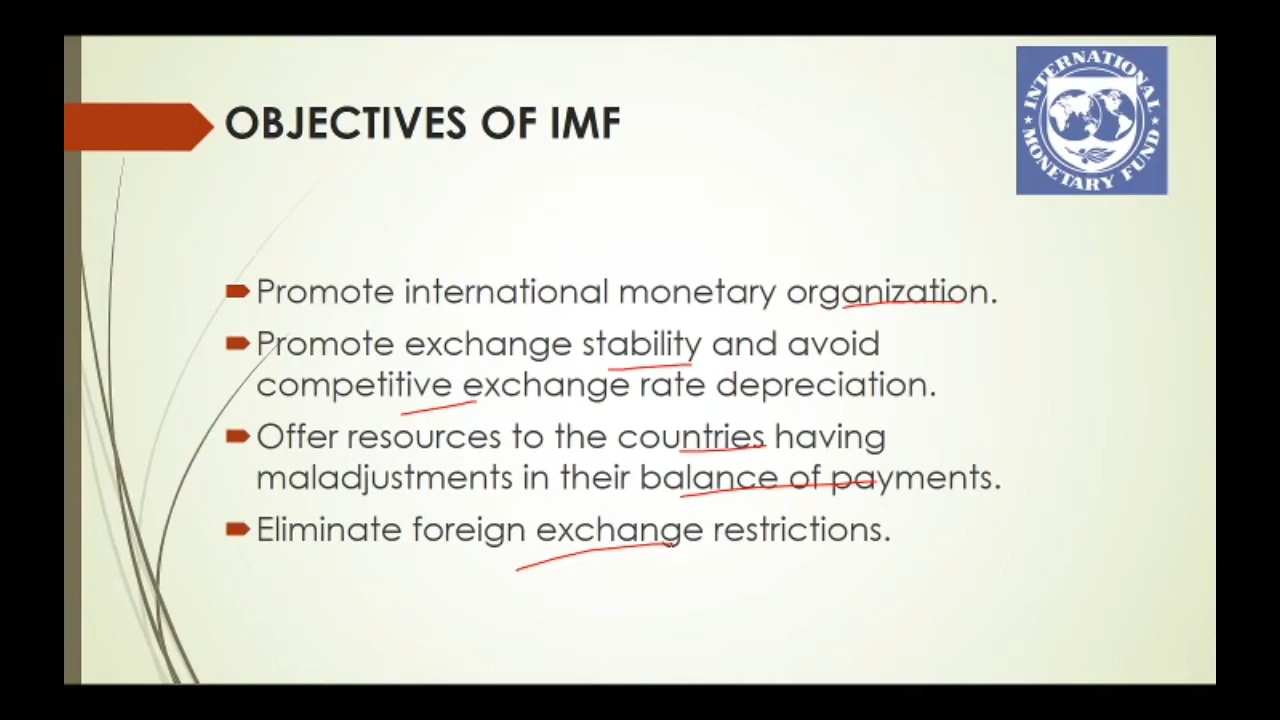 OBJECTIVES OF IMF
INTERNATIONAL
MONETARY FUND
Promote international monetary organization.
Promote exchange stability and avoid
competitive exchange rate depreciation.
Offer resources to the countries having
maladjustments in their balance of payments.
Eliminate foreign exchange restrictions.